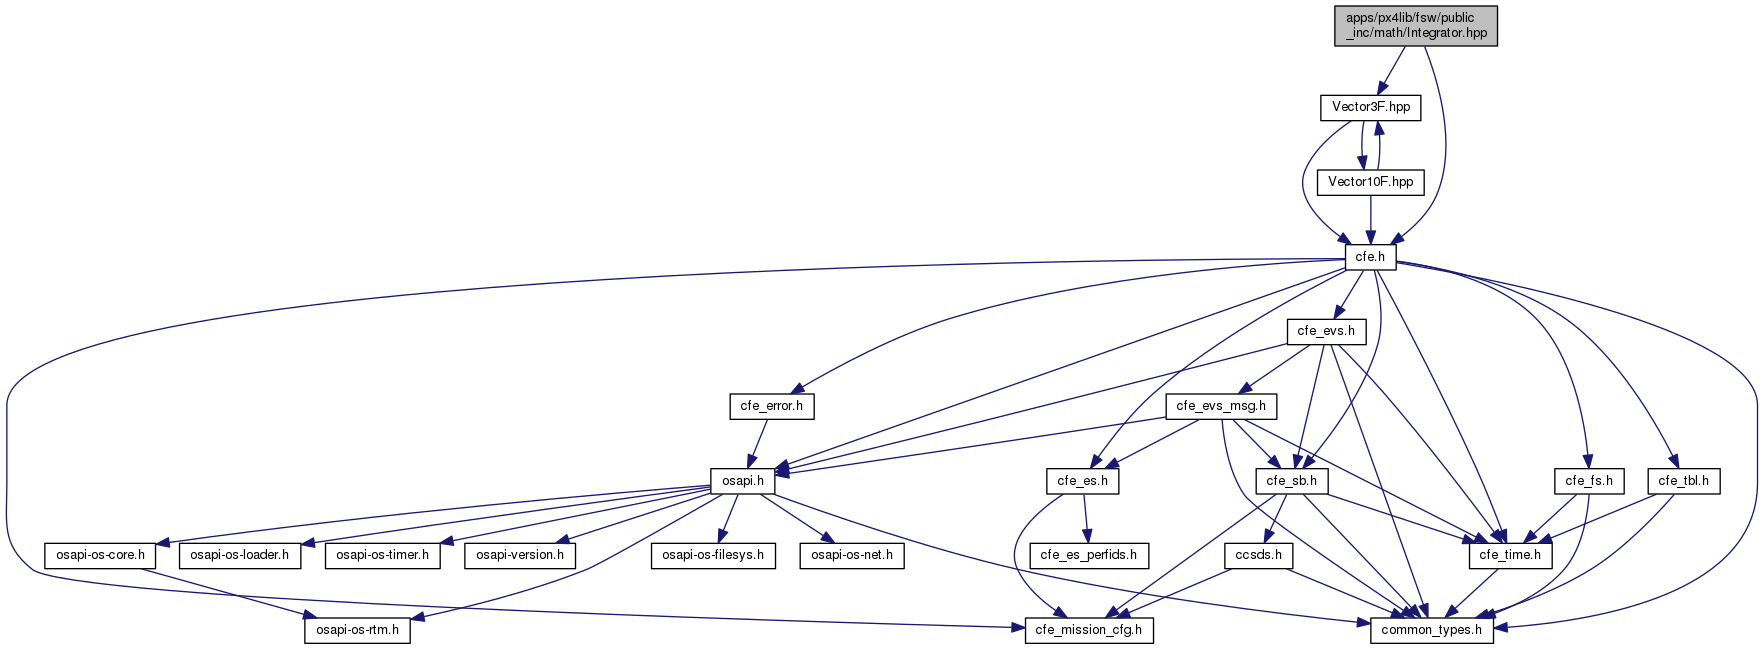 apps/px4lib/fsw/public
_inc/math/Integrator.hpp
Vector3F.hpp
Vector10F.hpp
cfe.h
cfe_evs.h
cfe_error.h
cfe_evs_msg.h
osapi.h
cfe_es.h
cfe_sb.h
cfe_fs.h
cfe_tbl.h
osapi-os-core.h
osapi-os-loader.h
osapi-os-timer.h
osapi-version.h
osapi-os-filesys.h
osapi-os-net.h
cfe_es_perfids.h
ccsds.h
cfe_time.h
osapi-os-rtm.h
cfe_mission_cfg.h
common_types.h